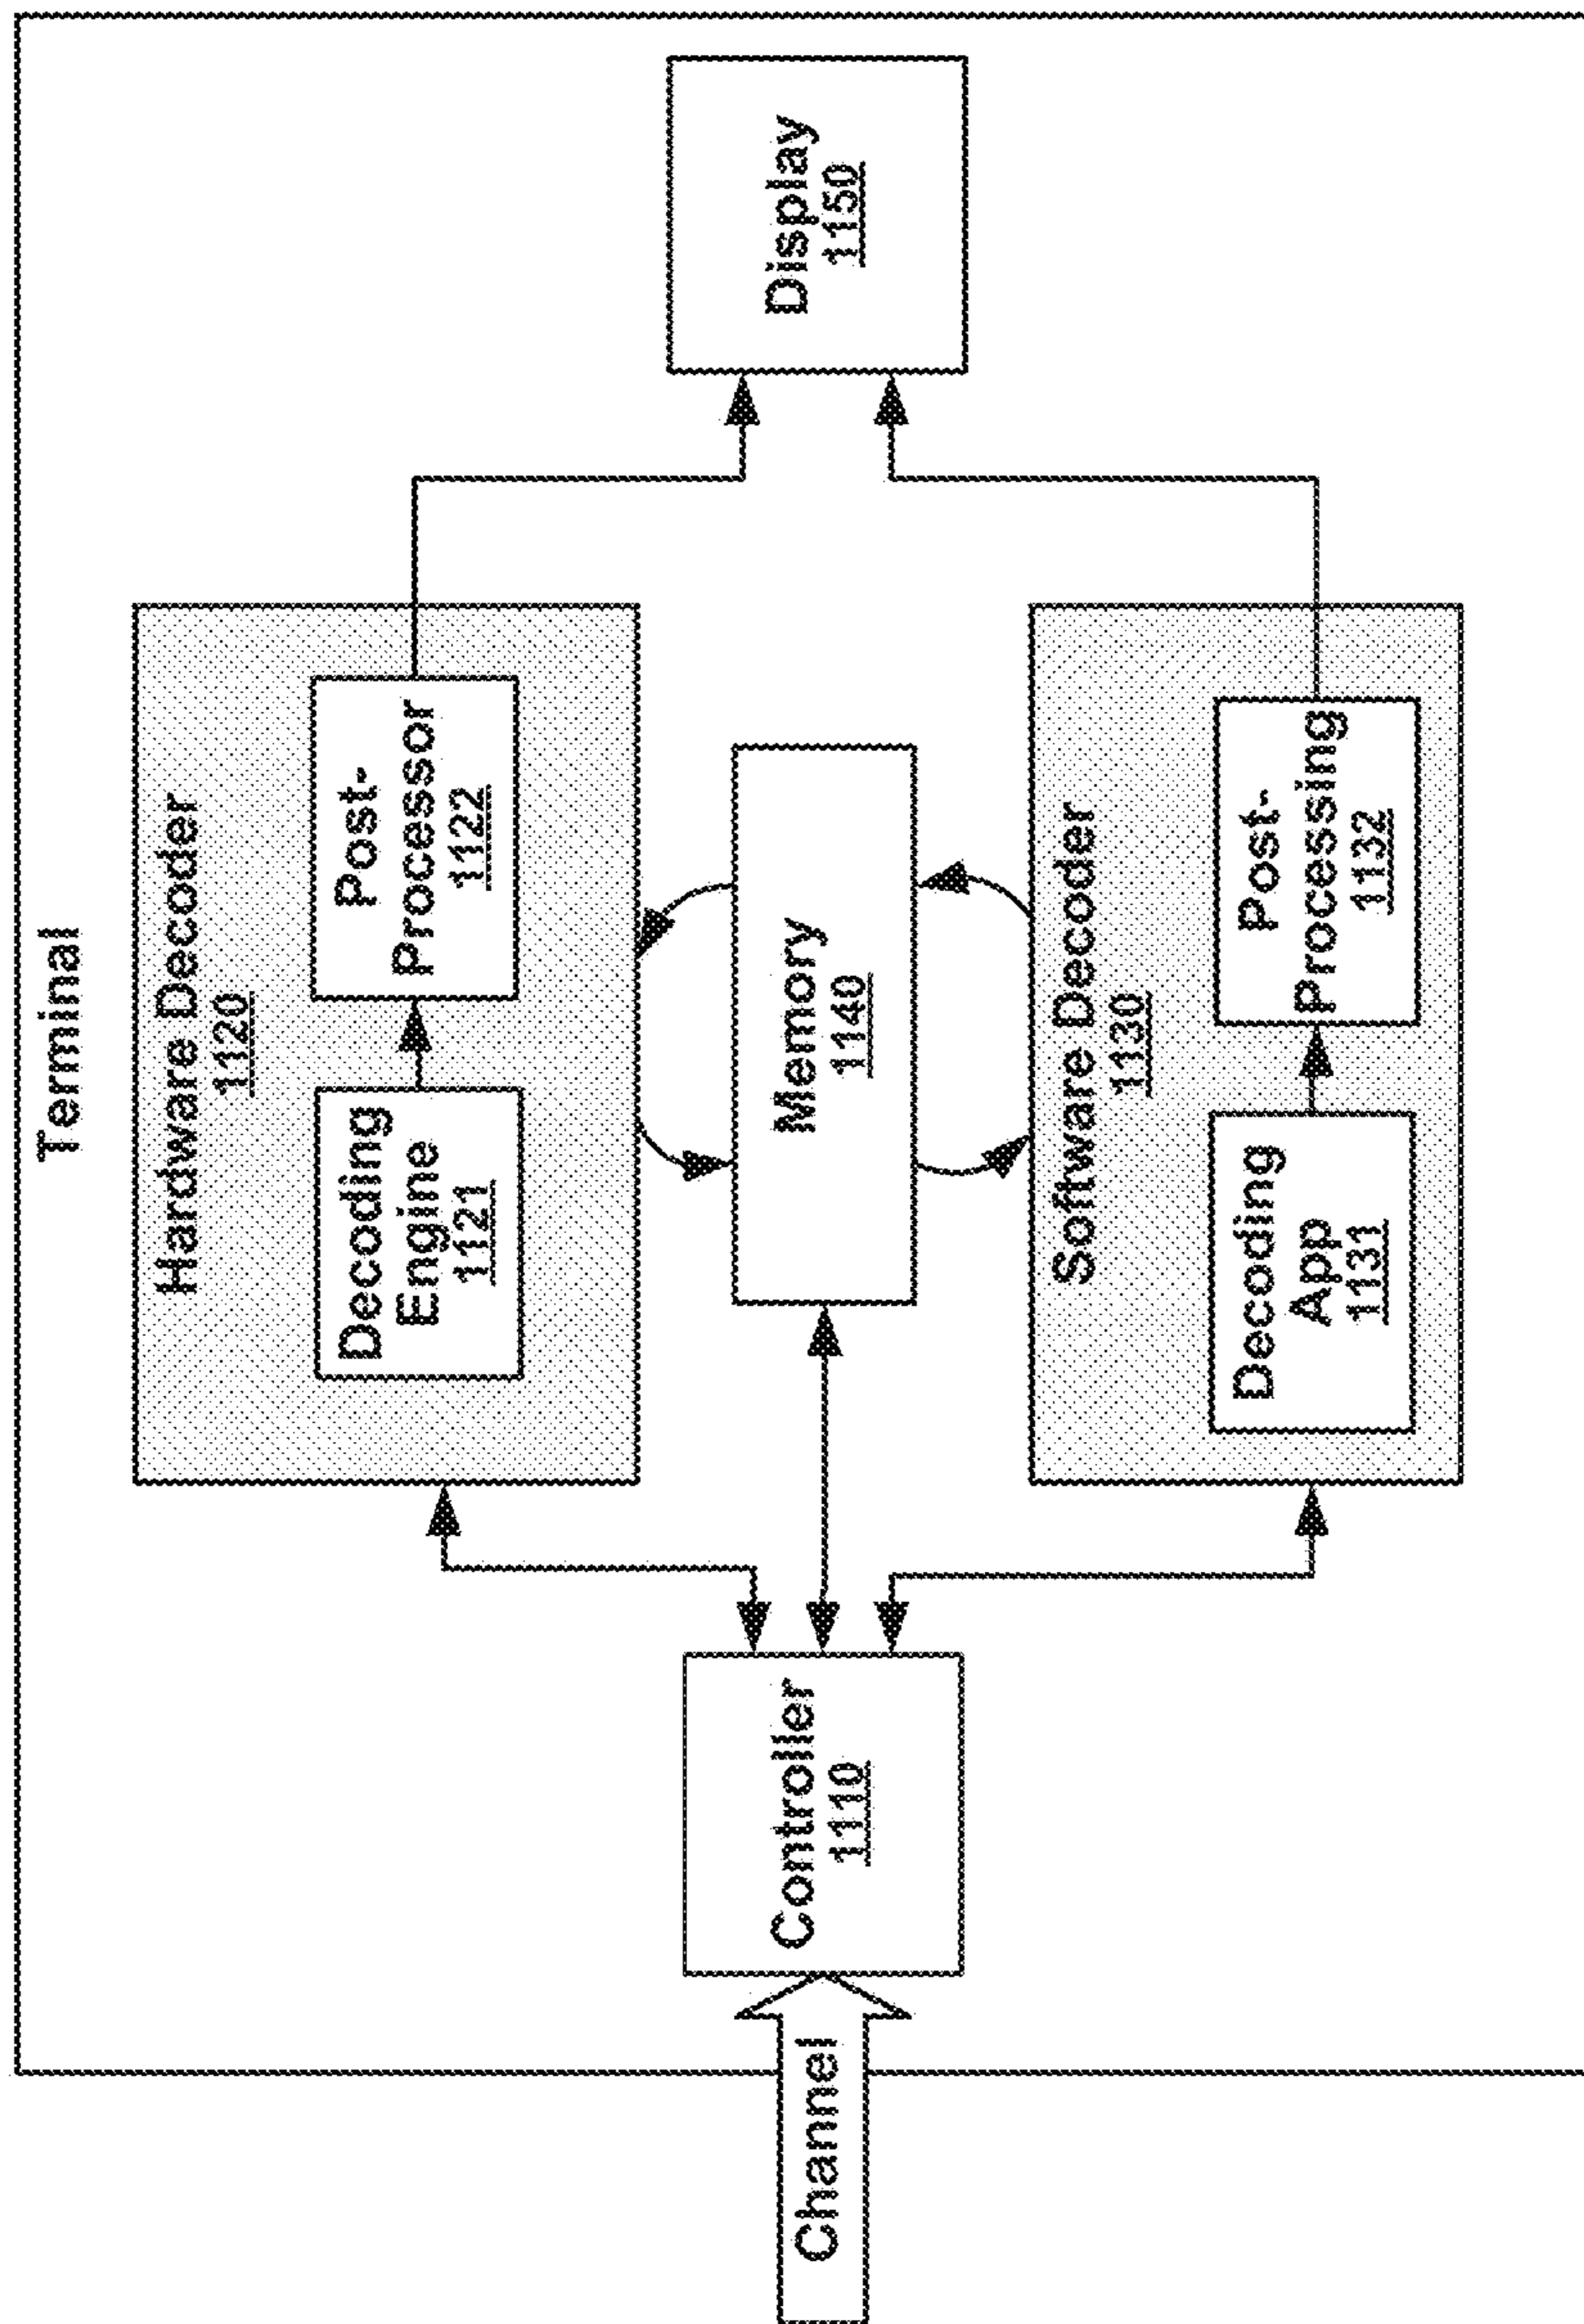 Terminal
Hardware Decoder
1120
Decoding
Engine
1121
Post-
Processor
1122
Channel
Controller
1110
Memory
1140
Display
1150
Software Decoder
1130
Decoding
App
1131
Post-
Processing
1132